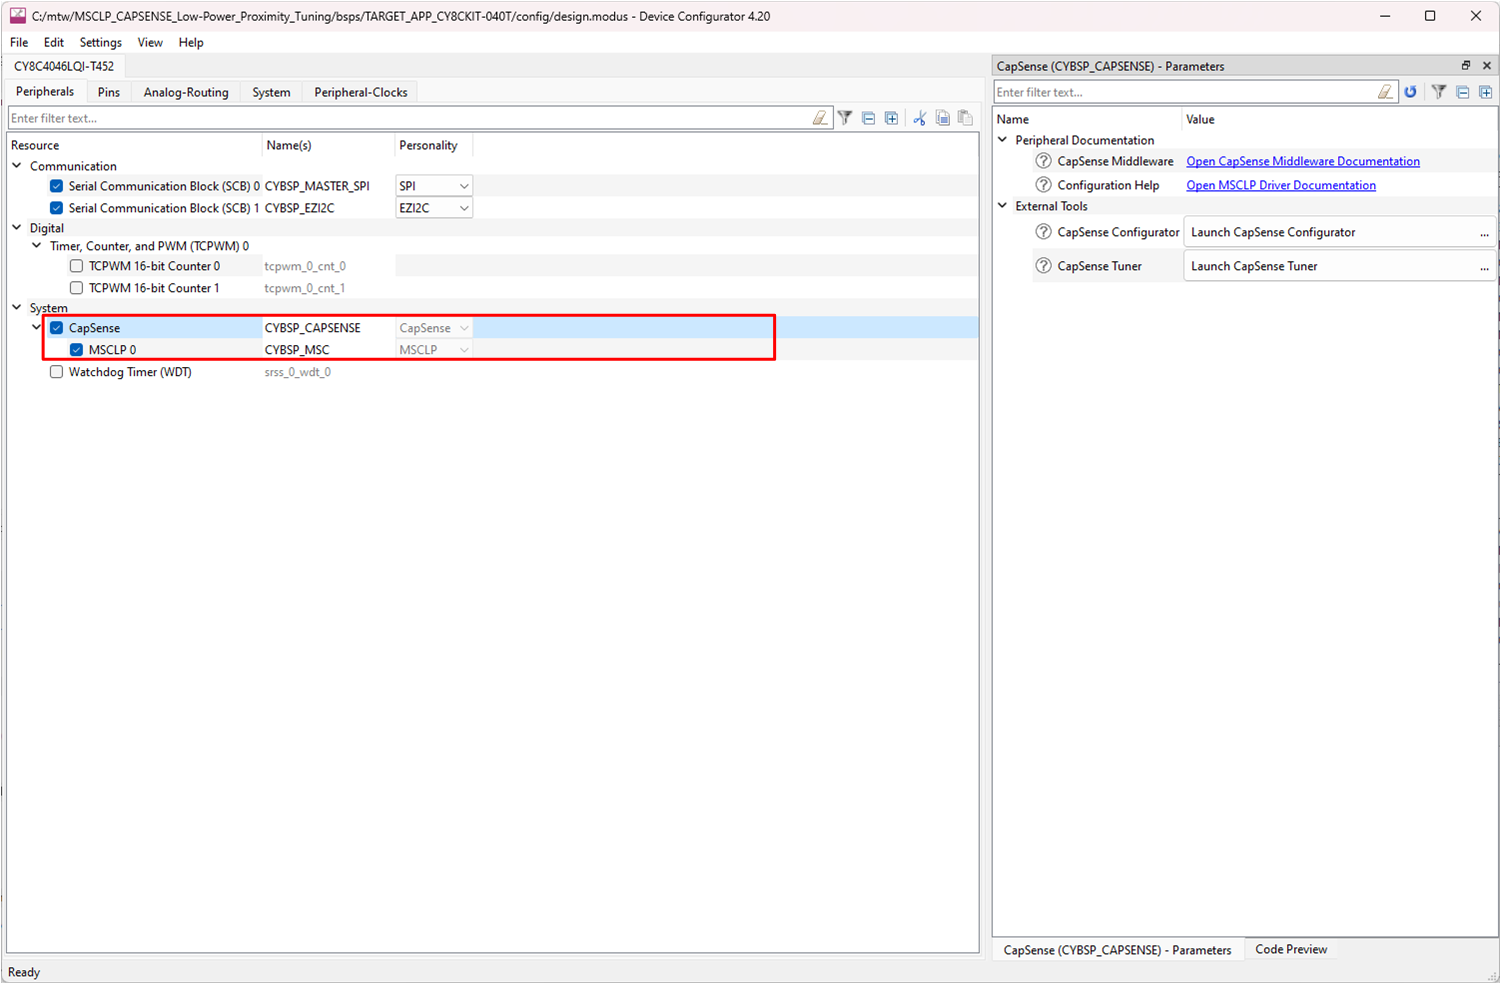 C:/mtw/MSCLP_CAPSENSE_Low-Power_Proximity_Tuning/bsps/TARGET_APP_CY8CKIT-040T/config/design.modus - Device Configurator 4.20
File Edit Settings View Help
CY8C4046LQI-T452
Peripherals Pins Analog-Routing System Peripheral-Clocks
Enter filter text...
Resource Name(s) Personality
Communication
Serial Communication Block (SCB) 0 CYBSP_MASTER_SPI SPI
Serial Communication Block (SCB) 1 CYBSP_EZI2C EZI2C
Digital
Timer, Counter, and PWM (TCPWM) 0
TCPWM 16-bit Counter 0 tcpwm_0_cnt_0
TCPWM 16-bit Counter 1 tcpwm_0_cnt_1
System
CapSense CYBSP_CAPSENSE CapSense
MSCLP 0 CYBSP_MSC MSCLP
Watchdog Timer (WDT) srss_0_wdt_0
Ready
CapSense (CYBSP_CAPSENSE) - Parameters
Enter filter text...
Name Value
Peripheral Documentation
CapSense Middleware Open CapSense Middleware Documentation
Configuration Help Open MSCLP Driver Documentation
External Tools
CapSense Configurator Launch CapSense Configurator ...
CapSense Tuner Launch CapSense Tuner ...
CapSense (CYBSP_CAPSENSE) - Parameters Code Preview